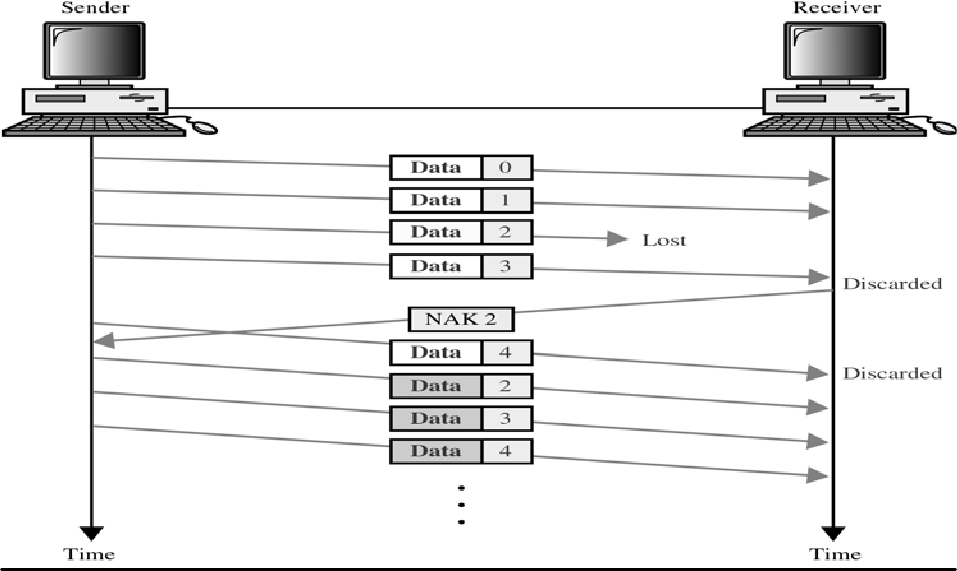 Sender Receiver
Data 0
Data 1
Data 2 Lost
Data 3
Discarded
NAK 2
Data 4
Discarded
Data 2
Data 3
Data 4
Time Time